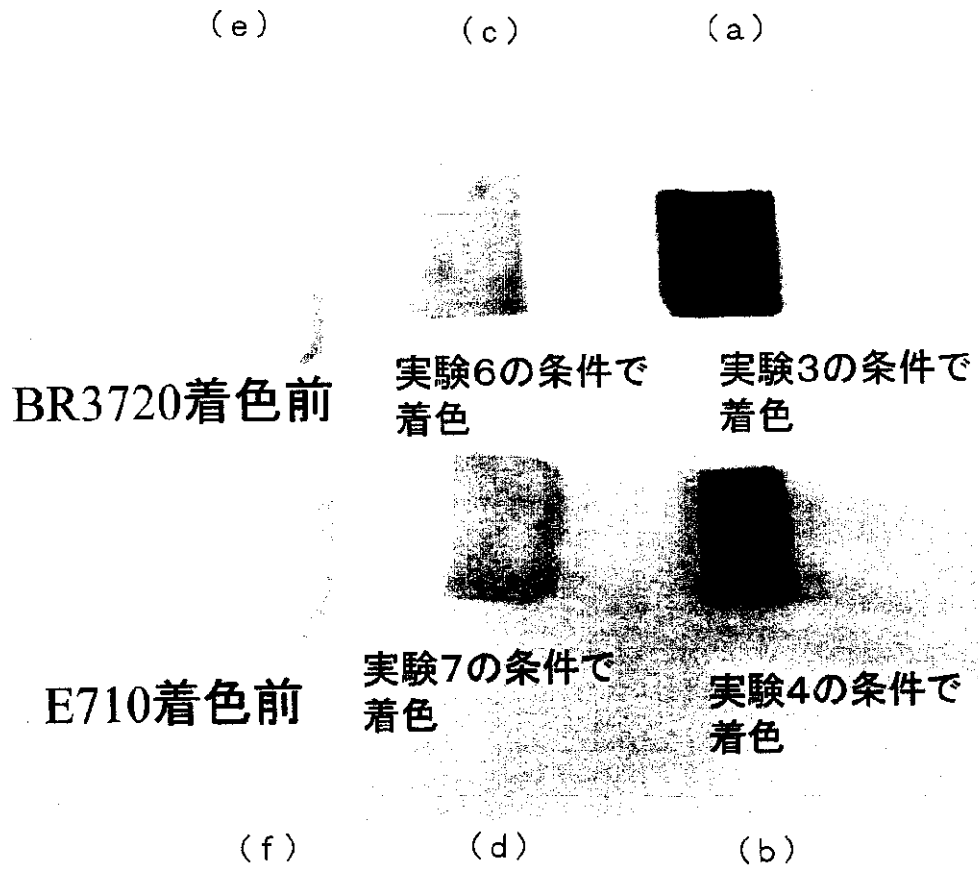 (e) (c) (a)
BR3720着色前
実験6の条件で
着色
実験3の条件で
着色
E710着色前
実験7の条件で
着色
実験4の条件で
着色
(f) (d) (b)